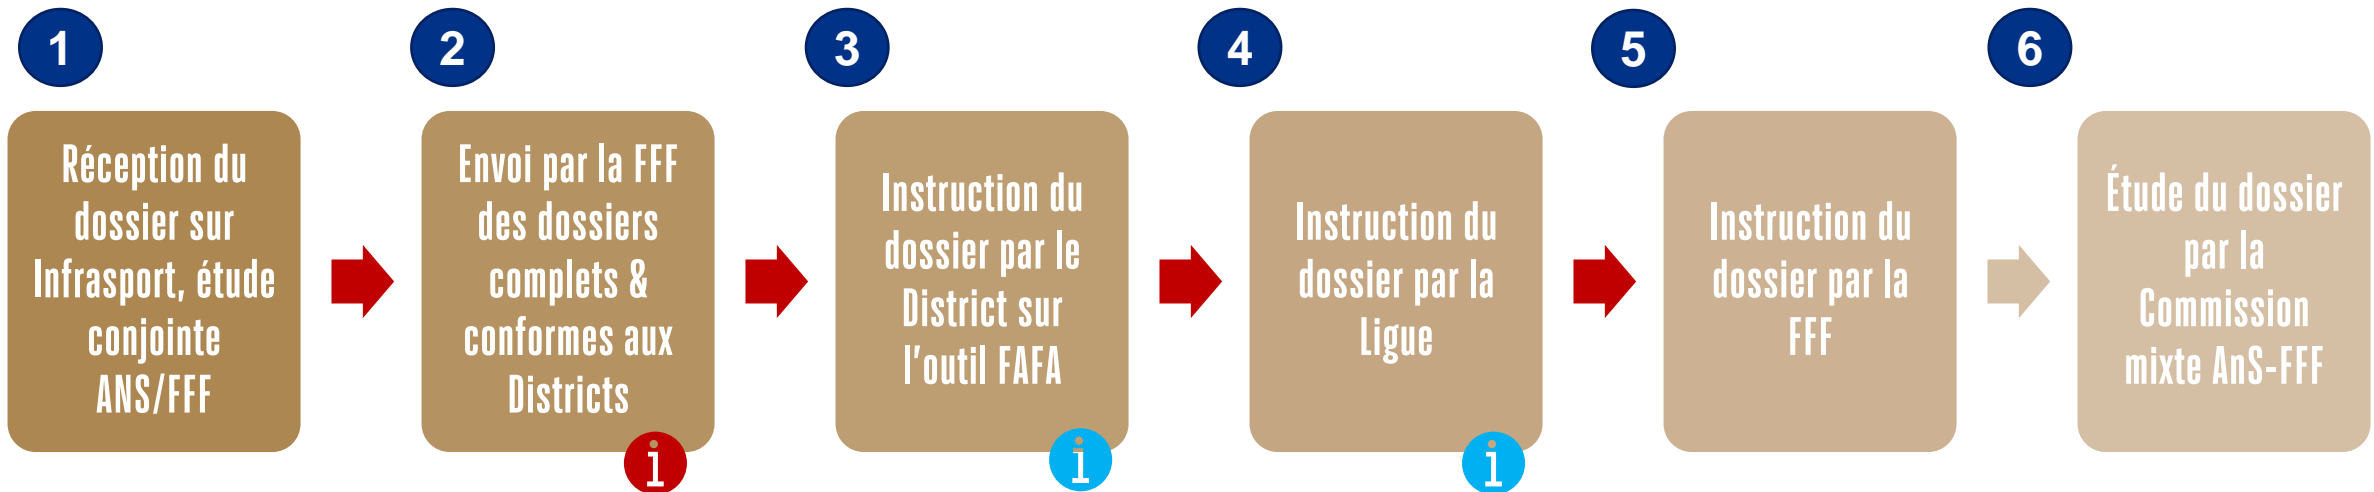 1
Réception du
dossier sur
Infrasport, étude
conjointe
ANS/FFF
2
Envoi par la FFF
des dossiers
complets &
conformes aux
Districts
i
3
Instruction du
dossier par le
District sur
l'outil FAFA
i
4
Instruction du
dossier par la
Ligue
i
5
Instruction du
dossier par la
FFF
6
Étude du dossier
par la
Commission
mixte AnS-FFF